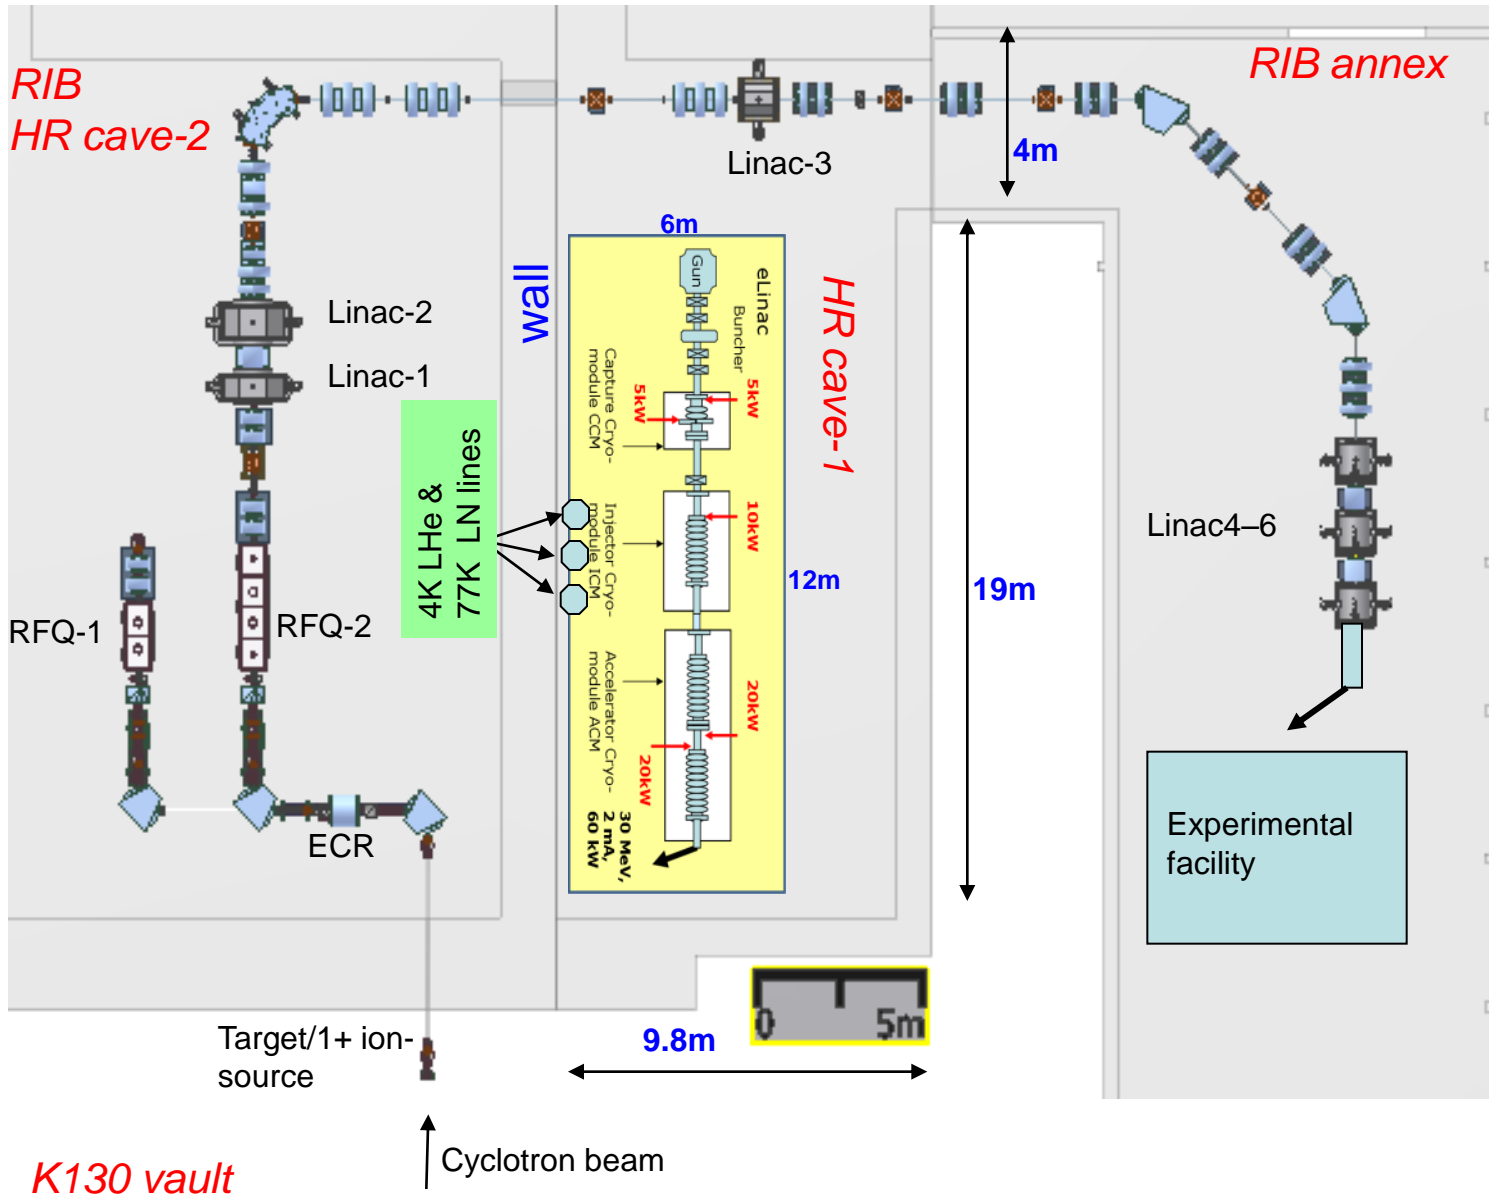 RIB
HR cave-2
RIB annex
Linac-3
4m
6m
wall
Gun
eLinac
Buncher
HR cave-1
Linac-2
Linac-1
Capture Cryo-
module CCM
5kW
5kW
4K LHe &
77K LN lines
Injector Cryo-
module ICM
10kW
12m
19m
Linac4–6
RFQ-1
RFQ-2
Accelerator Cryo-
module ACM
20kW
20kW
30 MeV,
2 mA,
60 kW
ECR
Experimental
facility
0 5m
9.8m
Target/1+ ion-
source
Cyclotron beam
K130 vault